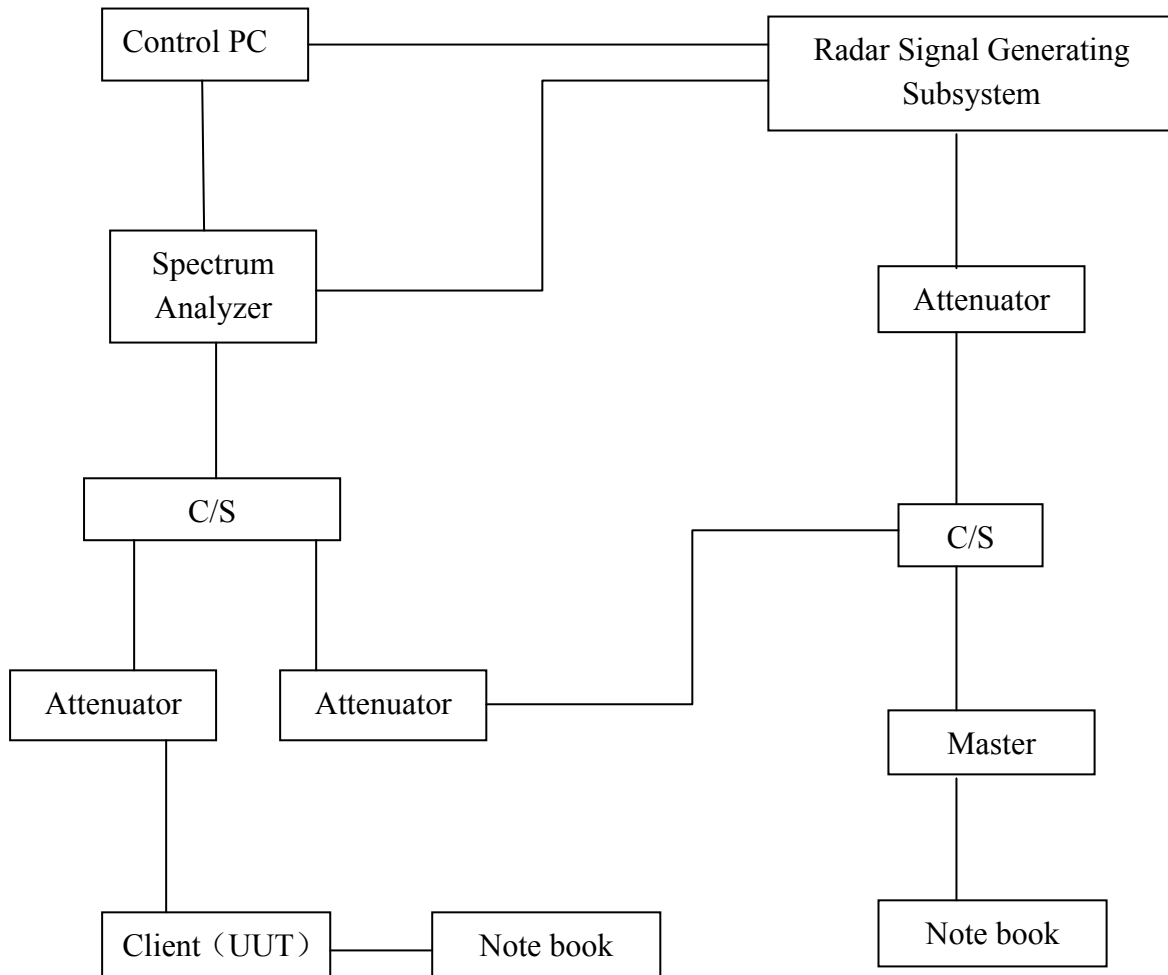 Control PC
Radar Signal Generating
Subsystem
Spectrum
Analyzer
Attenuator
C/S
C/S
Attenuator
Attenuator
Master
Client（UUT）
Note book
Note book